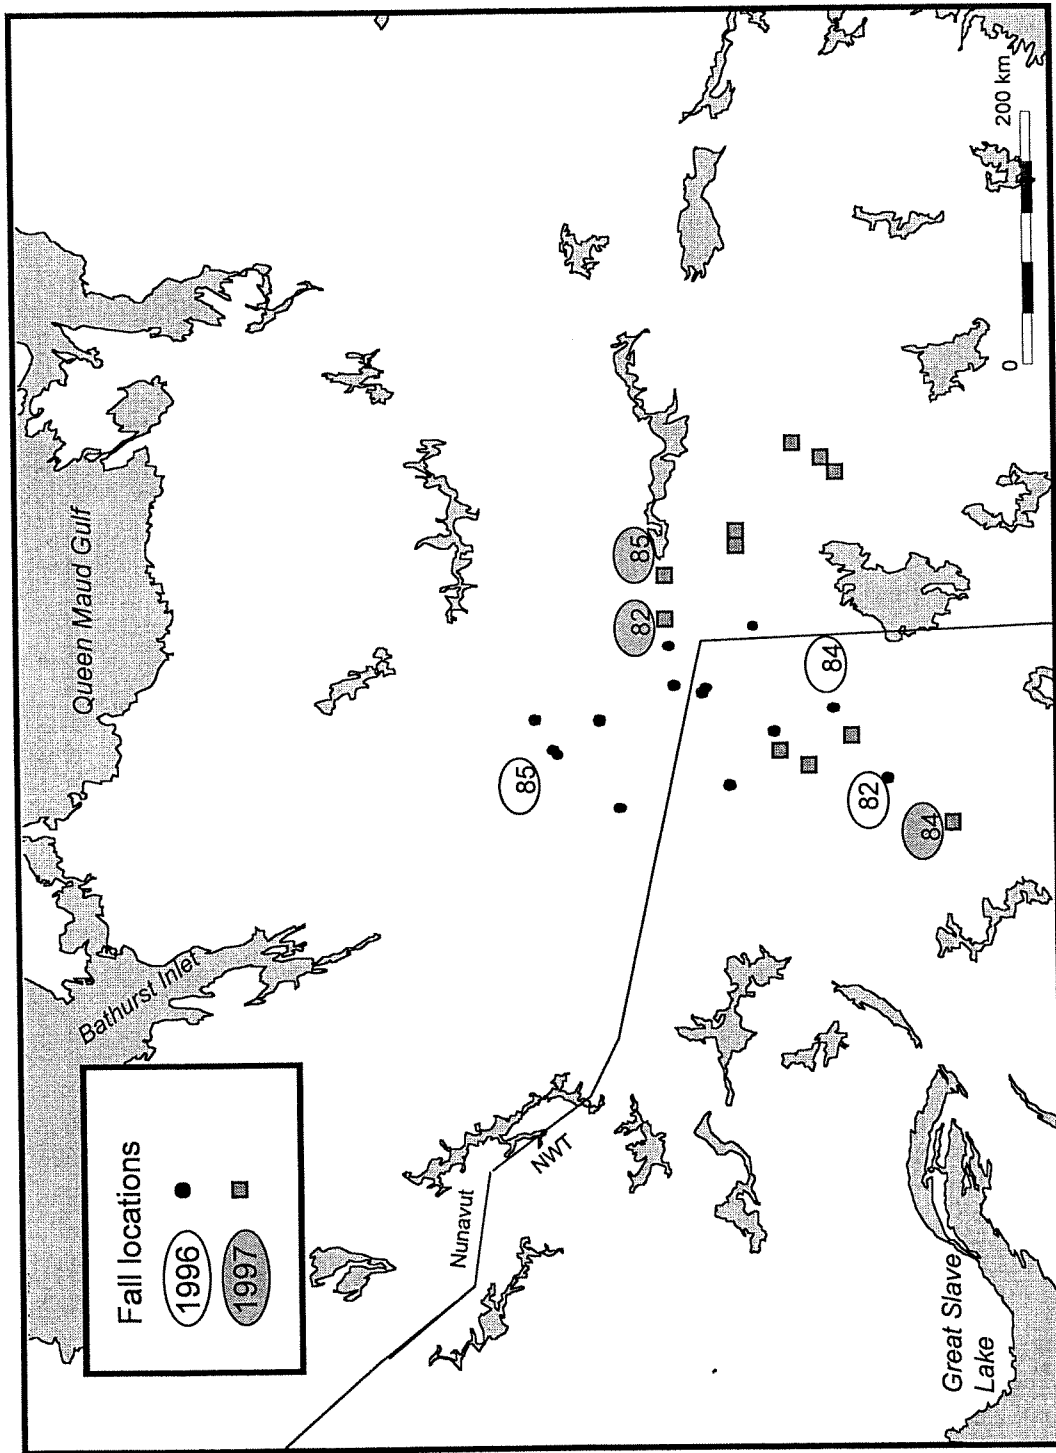 Fall locations
1996
1997
Queen Maud Gulf
Bathurst Inlet
Nunavut
NWT
85
82
85
84
82
84
Great Slave
Lake
0
200 km